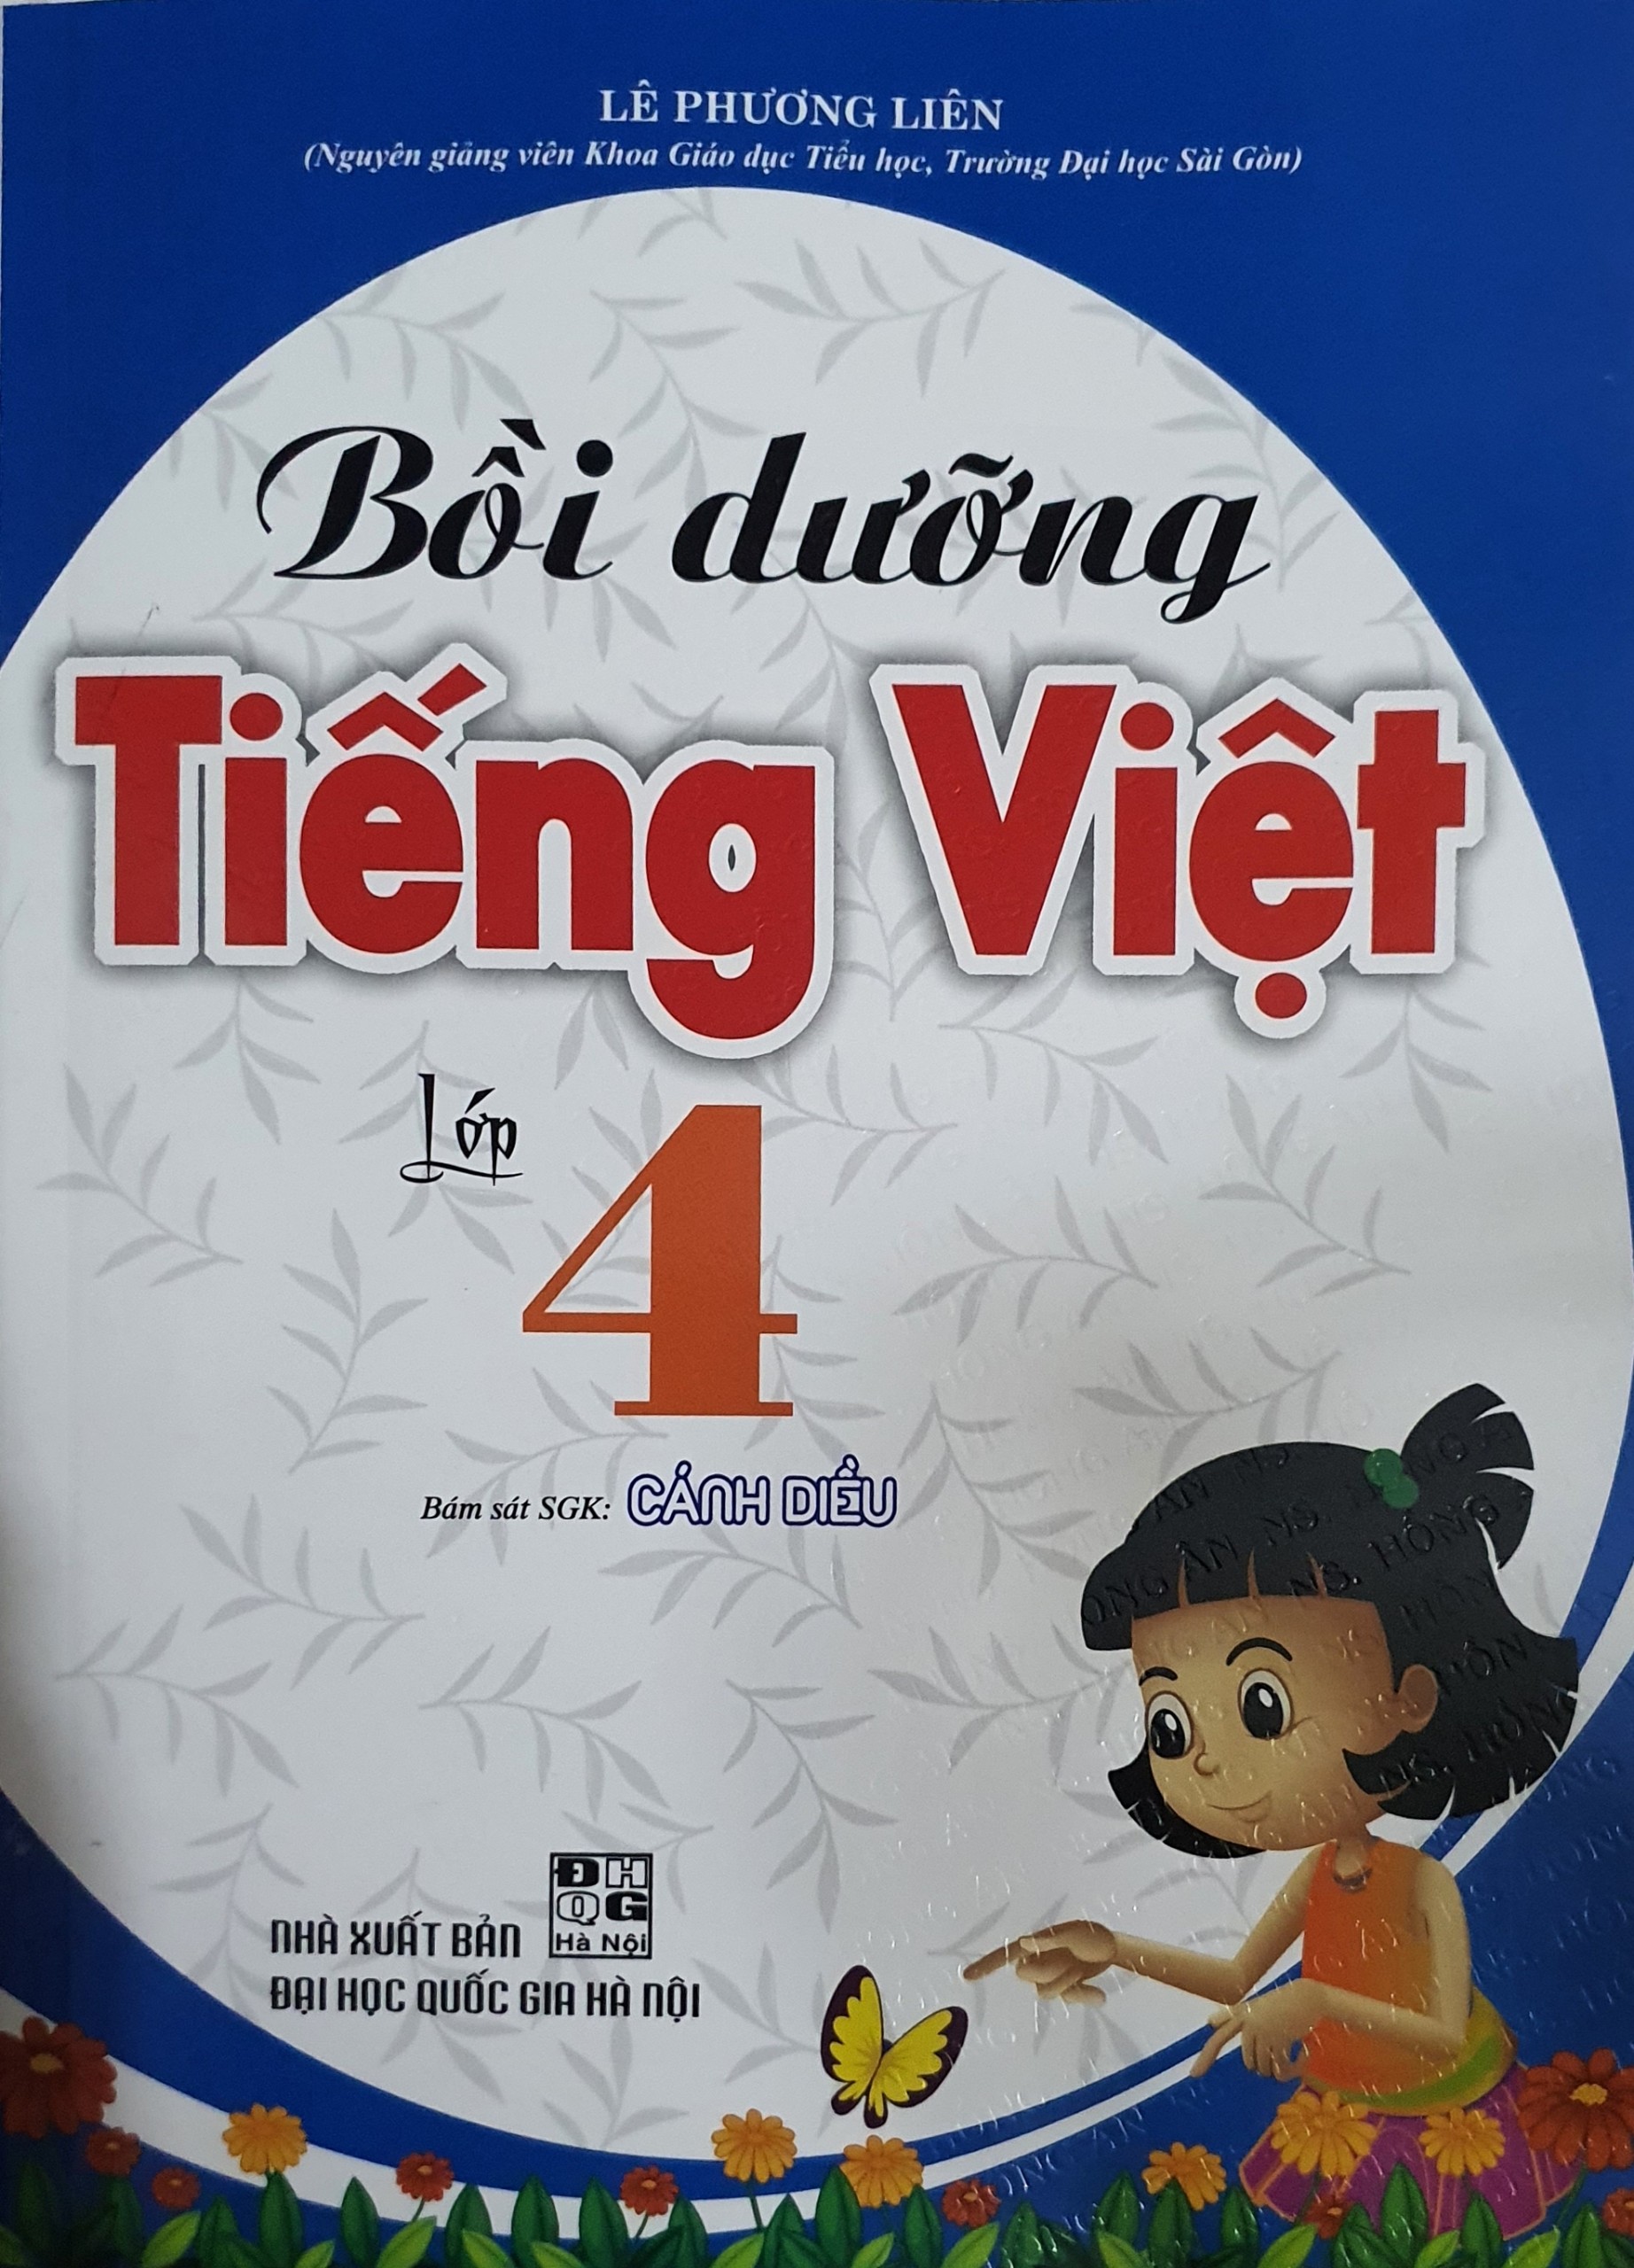 LÊ PHƯƠNG LIÊN
(Nguyên giảng viên Khoa Giáo dục Tiểu học, Trường Đại học Sài Gòn)
Bồi dưỡng
Tiếng Việt
Lớp
4
Bám sát SGK: CÁNH DIỀU
ĐH
QG
Hà Nội
NHÀ XUẤT BẢN
ĐẠI HỌC QUỐC GIA HÀ NỘI